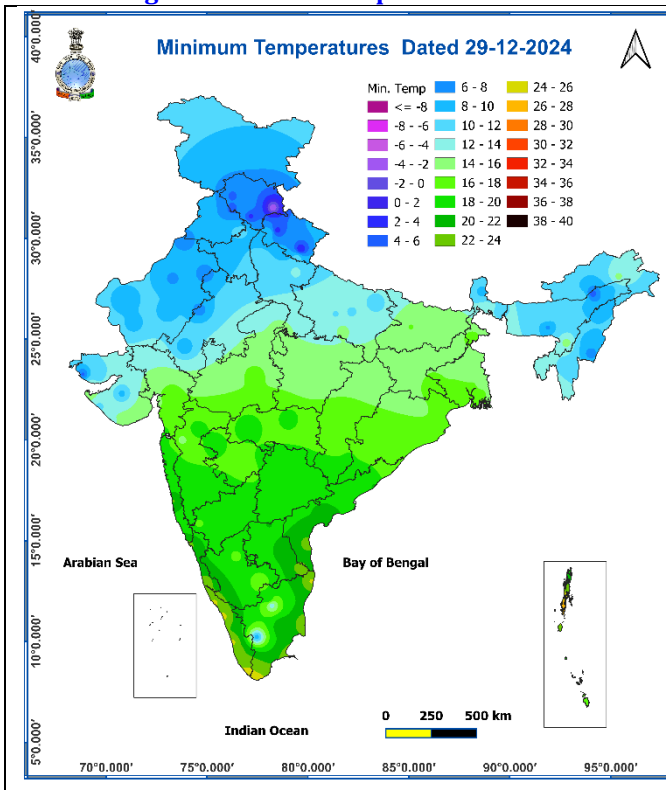 Minimum Temperatures Dated 29-12-2024
Min. Temp
<= -8
-8 - -6
-6 - -4
-4 - -2
-2 - 0
0 - 2
2 - 4
4 - 6
6 - 8
8 - 10
10 - 12
12 - 14
14 - 16
16 - 18
18 - 20
20 - 22
22 - 24
24 - 26
26 - 28
28 - 30
30 - 32
32 - 34
34 - 36
36 - 38
38 - 40
40°0.000'
35°0.000'
30°0.000'
25°0.000'
20°0.000'
15°0.000'
10°0.000'
5°0.000'
Arabian Sea
Bay of Bengal
Indian Ocean
0 250 500 km
70°0.000' 75°0.000' 80°0.000' 85°0.000' 90°0.000' 95°0.000'